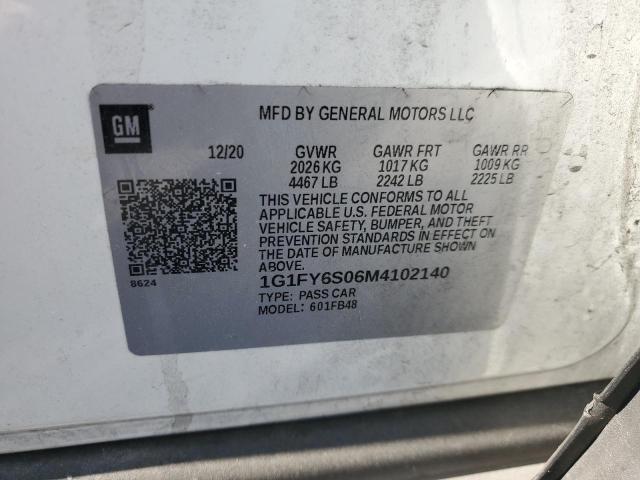 GM
MFD BY GENERAL MOTORS LLC
12/20 GVWR GAWR FRT GAWR RR
2026 KG 1017 KG 1009 KG
4467 LB 2242 LB 2225 LB
THIS VEHICLE CONFORMS TO ALL
APPLICABLE U.S. FEDERAL MOTOR
VEHICLE SAFETY, BUMPER, AND THEFT
PREVENTION STANDARDS IN EFFECT ON
THE DATE OF MANUFACTURE SHOWN
ABOVE.
8624
1G1FY6S06M4102140
TYPE: PASS CAR
MODEL: 601FB48